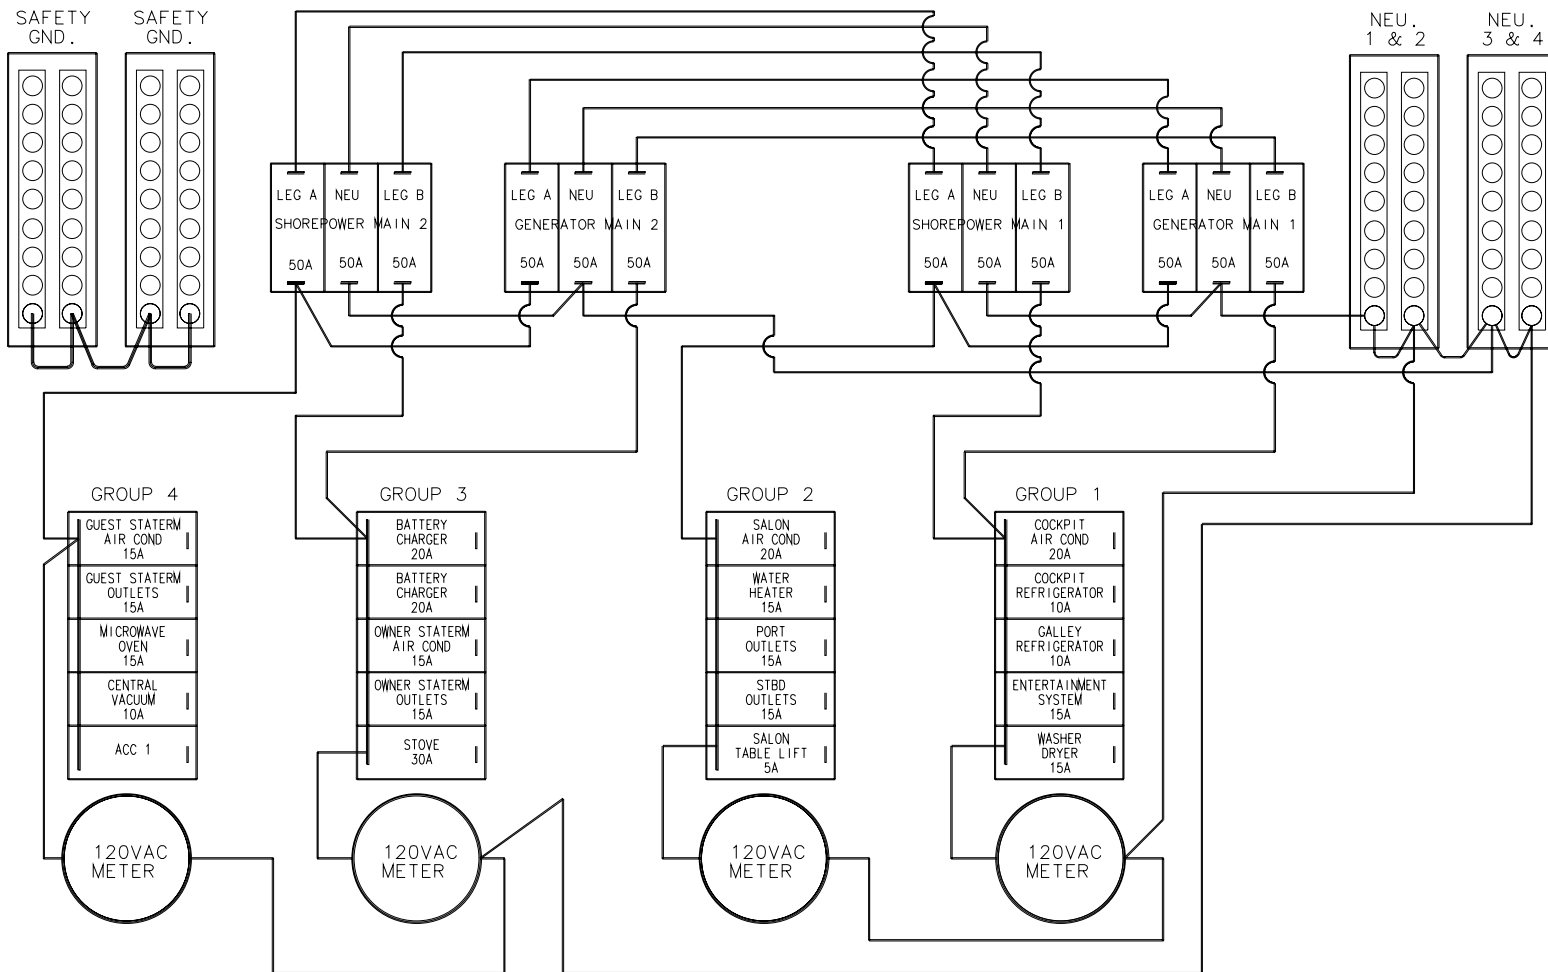 SAFETY
GND.
SAFETY
GND.
NEU.
1 & 2
NEU.
3 & 4
LEG A NEU LEG B
SHOREPOWER MAIN 2
50A 50A 50A
LEG A NEU LEG B
GENERATOR MAIN 2
50A 50A 50A
LEG A NEU LEG B
SHOREPOWER MAIN 1
50A 50A 50A
LEG A NEU LEG B
GENERATOR MAIN 1
50A 50A 50A
GROUP 4
GUEST STATERM
AIR COND
15A
GUEST STATERM
OUTLETS
15A
MICROWAVE
OVEN
15A
CENTRAL
VACUUM
10A
ACC 1
120VAC
METER
GROUP 3
BATTERY
CHARGER
20A
BATTERY
CHARGER
20A
OWNER STATERM
AIR COND
15A
OWNER STATERM
OUTLETS
15A
STOVE
30A
120VAC
METER
GROUP 2
SALON
AIR COND
20A
WATER
HEATER
15A
PORT
OUTLETS
15A
STBD
OUTLETS
15A
SALON
TABLE LIFT
5A
120VAC
METER
GROUP 1
COCKPIT
AIR COND
20A
COCKPIT
REFRIGERATOR
10A
GALLEY
REFRIGERATOR
10A
ENTERTAINMENT
SYSTEM
15A
WASHER
DRYER
15A
120VAC
METER